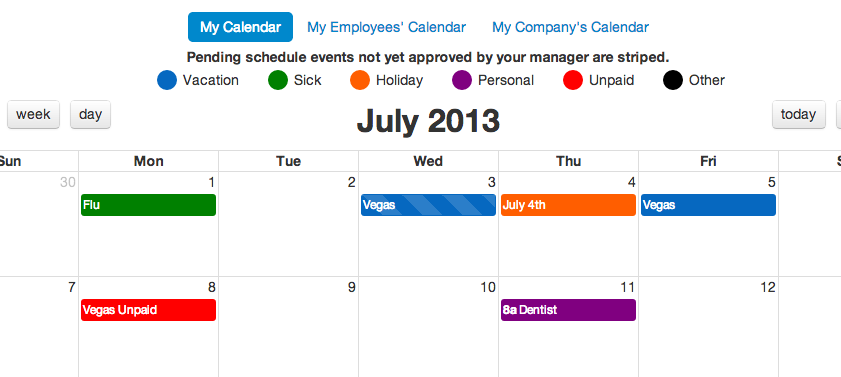 My Calendar My Employees' Calendar My Company's Calendar
Pending schedule events not yet approved by your manager are striped.
Vacation Sick Holiday Personal Unpaid Other
week day July 2013 today
Sun Mon Tue Wed Thu Fri S
30 1 2 3 4 5
Flu Vegas July 4th Vegas
7 8 9 10 11 12
Vegas Unpaid 8a Dentist